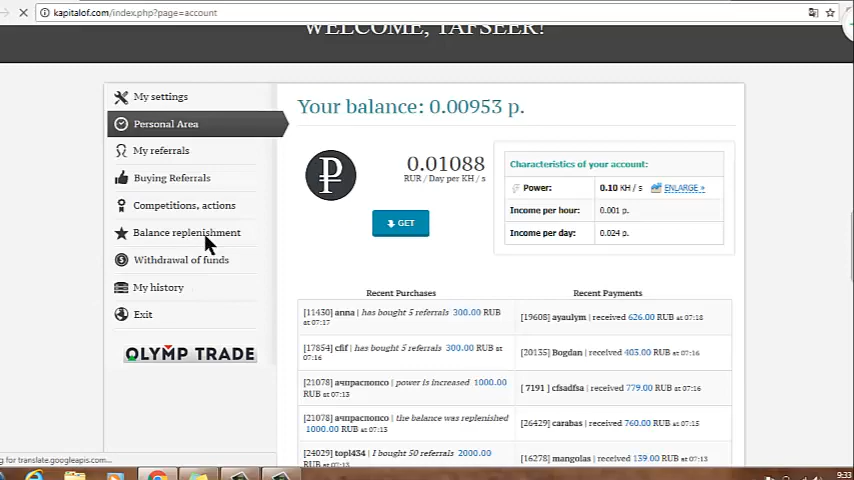 kapitalof.com/index.php?page=account
WELCOME, TAFSEER!
My settings
Personal Area
My referrals
Buying Referrals
Competitions, actions
Balance replenishment
Withdrawal of funds
My history
Exit
OLYMP TRADE
Your balance: 0.00953 p.
0.01088
RUR / Day per KH / s
GET
Characteristics of your account:
Power: 0.10 KH / s ENLARGE »
Income per hour: 0.001 p.
Income per day: 0.024 p.
Recent Purchases
[11430] anna | has bought 5 referrals 300.00 RUB
at 07:17
[17854] cfif | has bought 5 referrals 300.00 RUB at
07:16
[21078] ачпраспопсо | power is increased 1000.00
RUB at 07:13
[21078] ачпраспопсо | the balance was replenished
1000.00 RUB at 07:13
[24029] topl434 | I bought 50 referrals 2000.00
RUB at 07:13
Recent Payments
[19608] ayaulym | received 626.00 RUB at 07:18
[20135] Bogdan | received 403.00 RUB at 07:16
[ 7191 ] cfsadfsa | received 779.00 RUB at 07:16
[26429] carabas | received 760.00 RUB at 07:15
[16278] mangolas | received 139.00 RUB at 07:13
ng for translate.googleapis.com...
9:33